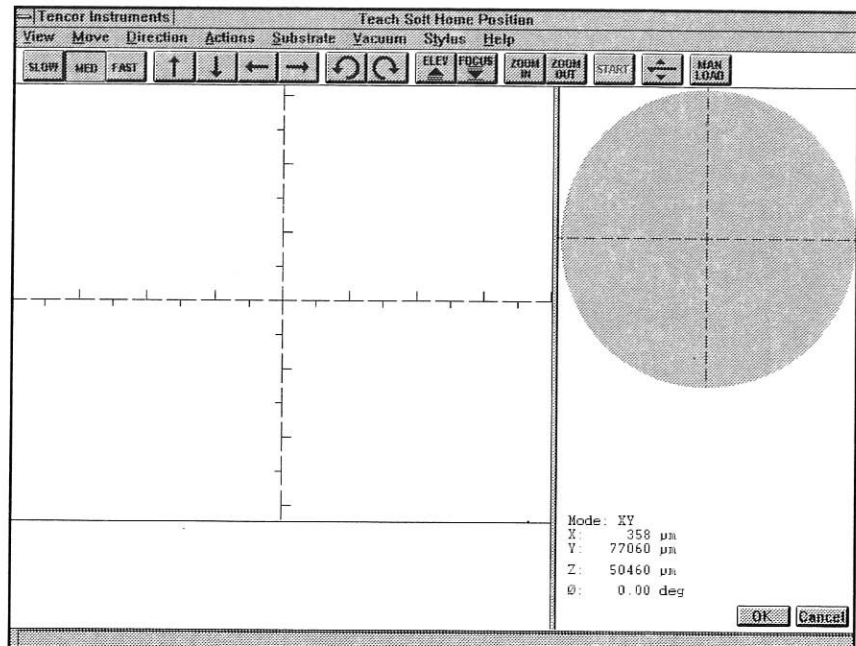 Tencor Instruments
Teach Soft Home Position
View Move Direction Actions Substrate Vacuum Stylus Help
SLOW MED FAST ELEV FOCUS ZOOM IN ZOOM OUT START MAN LOAD
Mode: XY
X: 358 µm
Y: 77060 µm
Z: 50460 µm
Ø: 0.00 deg
OK Cancel